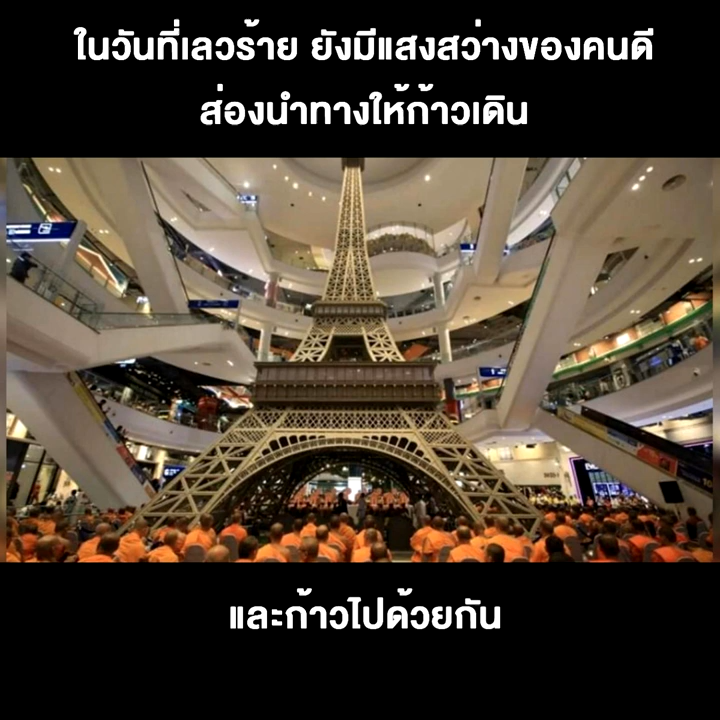 ในวันที่เลวร้าย ยังมีแสงสว่างของคนดี
ส่องนำทางให้ก้าวเดิน
และก้าวไปด้วยกัน